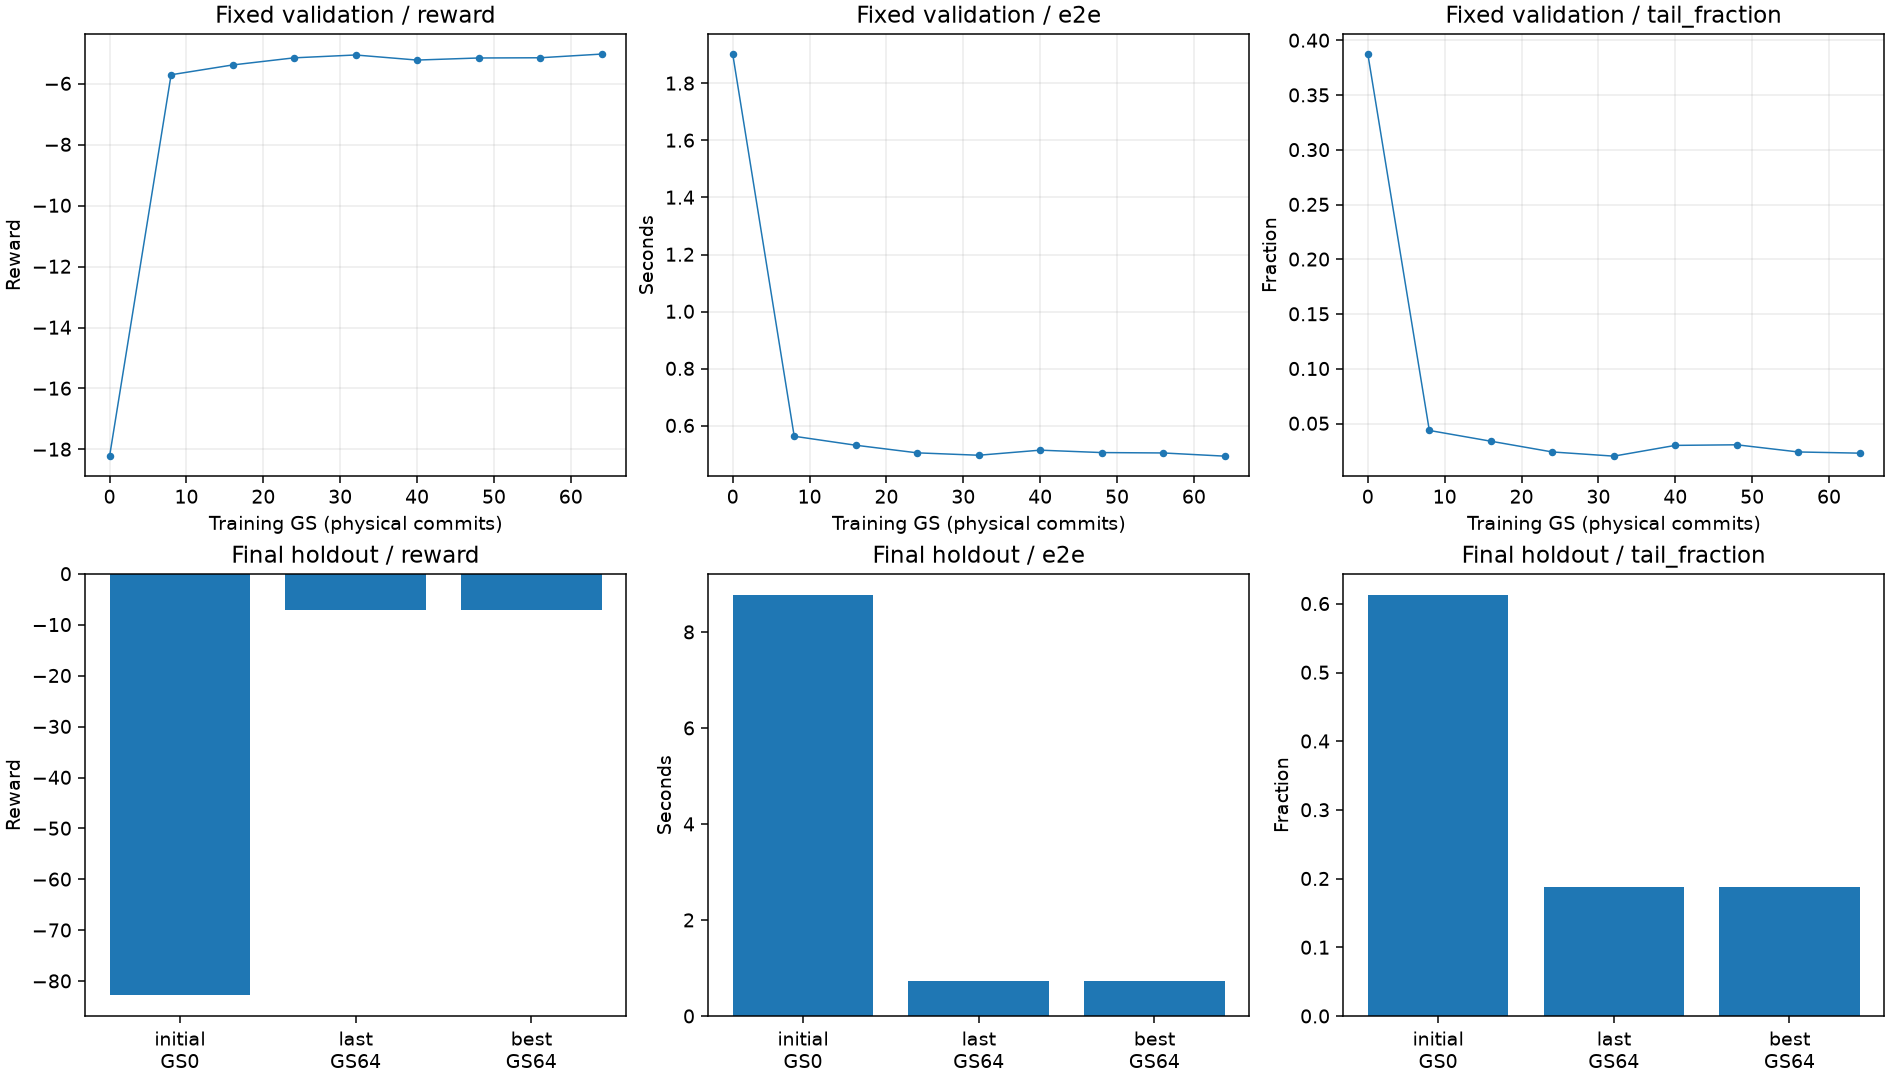 Fixed validation / reward
Reward
−6
−8
−10
−12
−14
−16
−18
0 10 20 30 40 50 60
Training GS (physical commits)
Fixed validation / e2e
Seconds
1.8
1.6
1.4
1.2
1.0
0.8
0.6
0 10 20 30 40 50 60
Training GS (physical commits)
Fixed validation / tail_fraction
Fraction
0.40
0.35
0.30
0.25
0.20
0.15
0.10
0.05
0 10 20 30 40 50 60
Training GS (physical commits)
Final holdout / reward
Reward
0
−10
−20
−30
−40
−50
−60
−70
−80
initial last best
GS0 GS64 GS64
Final holdout / e2e
Seconds
8
6
4
2
0
initial last best
GS0 GS64 GS64
Final holdout / tail_fraction
Fraction
0.6
0.5
0.4
0.3
0.2
0.1
0.0
initial last best
GS0 GS64 GS64